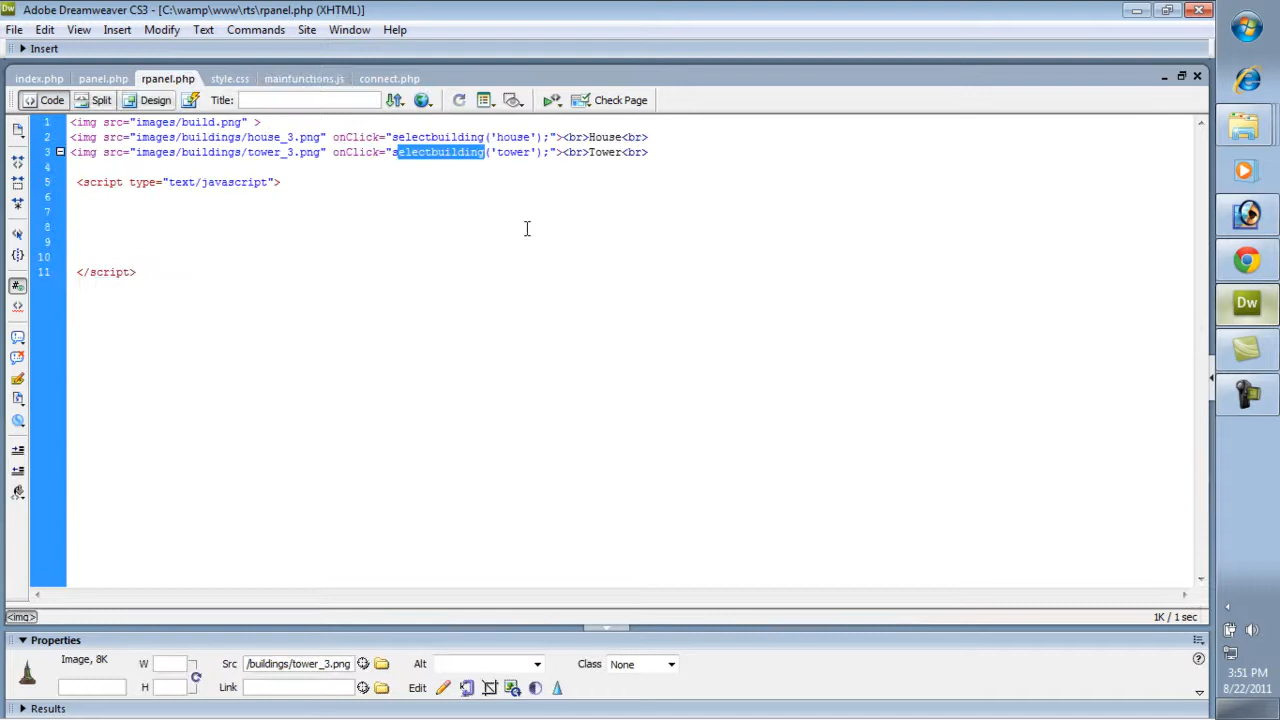 Dw Adobe Dreamweaver CS3 - [C:\wamp\www\rts\rpanel.php (XHTML)]
File Edit View Insert Modify Text Commands Site Window Help
Insert
index.php panel.php rpanel.php style.css mainfunctions.js connect.php
Code Split Design Title: Check Page
1 <img src="images/build.png" >
2 <img src="images/buildings/house_3.png" onClick="selectbuilding('house');"><br>House<br>
3 <img src="images/buildings/tower_3.png" onClick="selectbuilding('tower');"><br>Tower<br>
4
5 <script type="text/javascript">
6
7
8
9
10
11 </script>
Dw
<img> 1K / 1 sec
Properties
Image, 8K W Src /buildings/tower_3.png Alt Class None
H Link Edit
Results
3:51 PM
8/22/2011